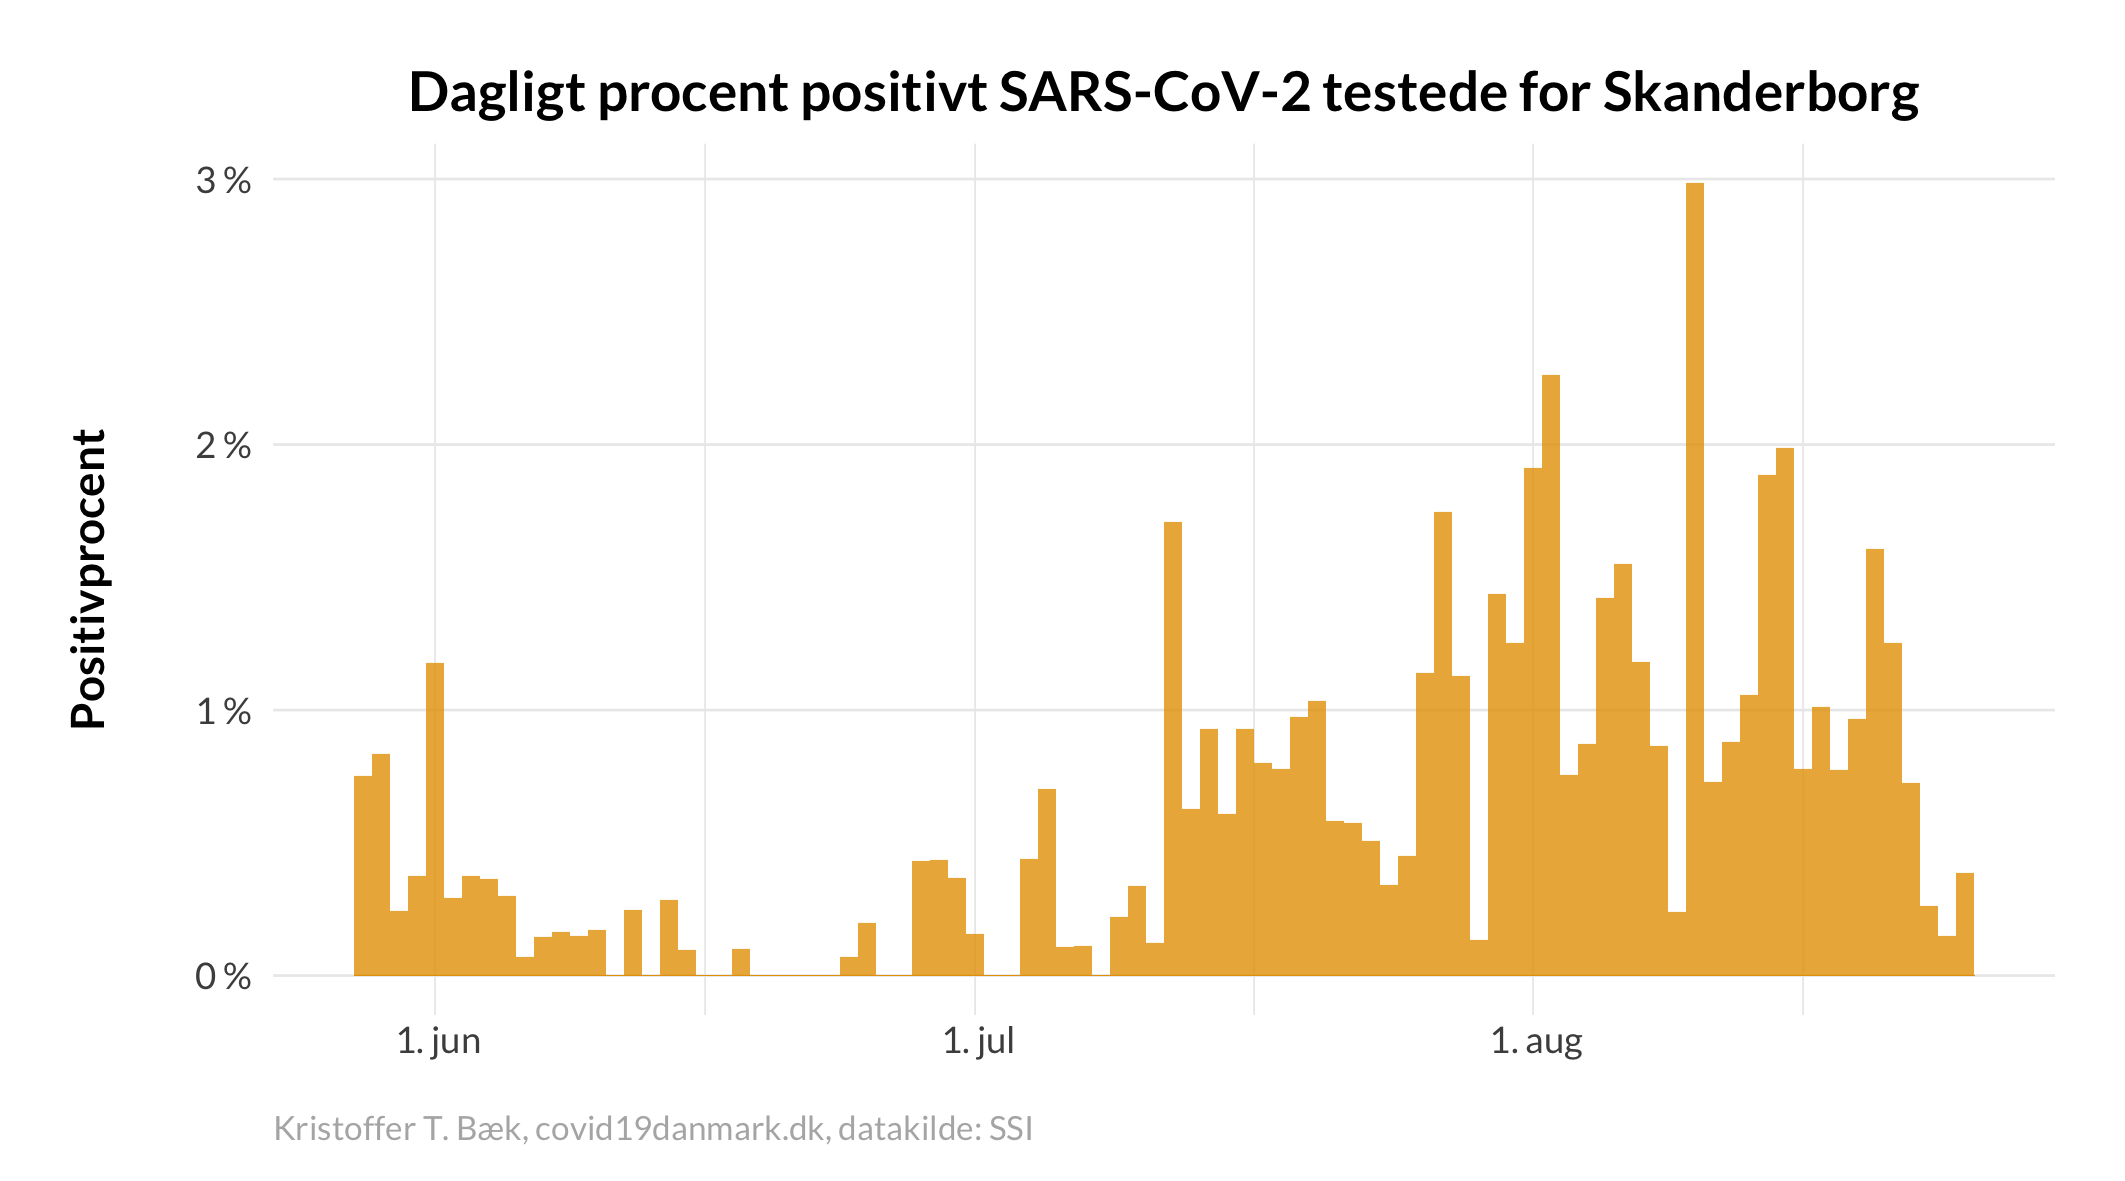 Dagligt procent positivt SARS-CoV-2 testede for Skanderborg
Positivprocent
3 %
2 %
1 %
0 %
1. jun
1. jul
1. aug
Kristoffer T. Bæk, covid19danmark.dk, datakilde: SSI